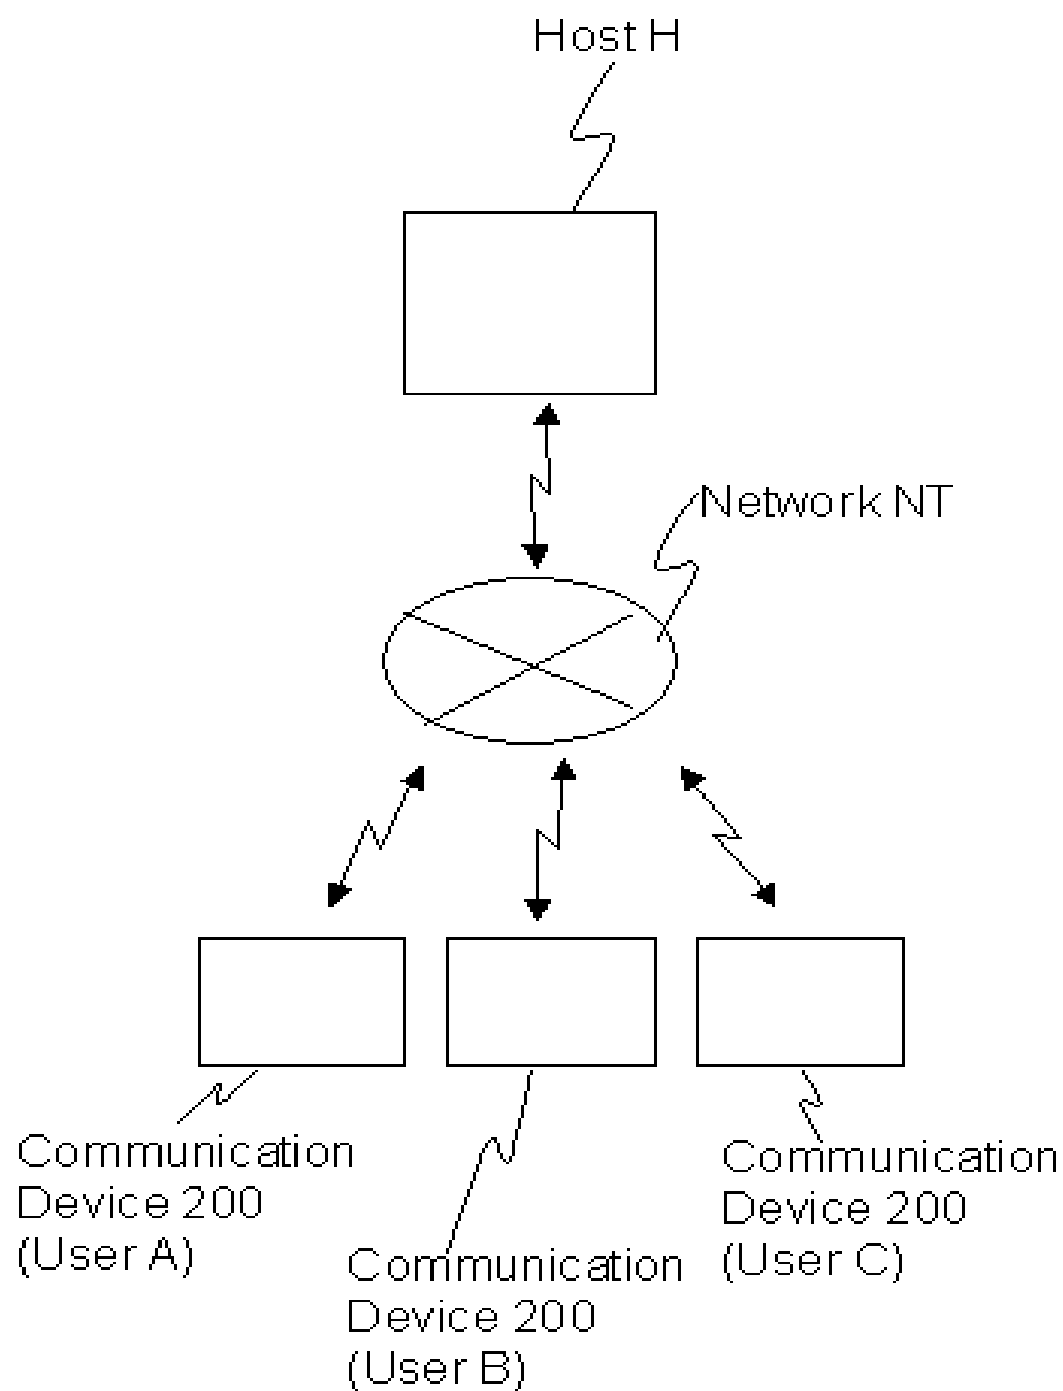 Host H
Network NT
Communication
Device 200
(User A)
Communication
Device 200
(User B)
Communication
Device 200
(User C)